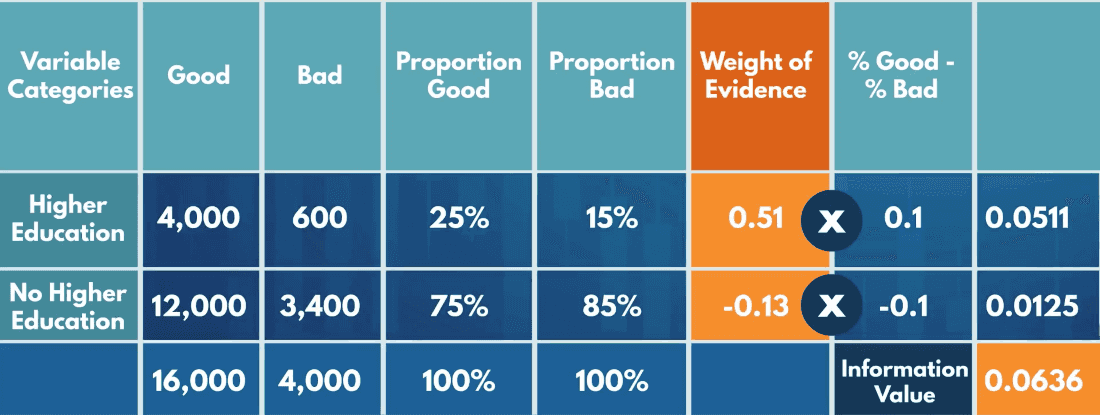 Variable Categories | Good | Bad | Proportion Good | Proportion Bad | Weight of Evidence | % Good - % Bad
Higher Education | 4,000 | 600 | 25% | 15% | 0.51 | X | 0.1 | 0.0511
No Higher Education | 12,000 | 3,400 | 75% | 85% | -0.13 | X | -0.1 | 0.0125
16,000 | 4,000 | 100% | 100% | Information Value | 0.0636